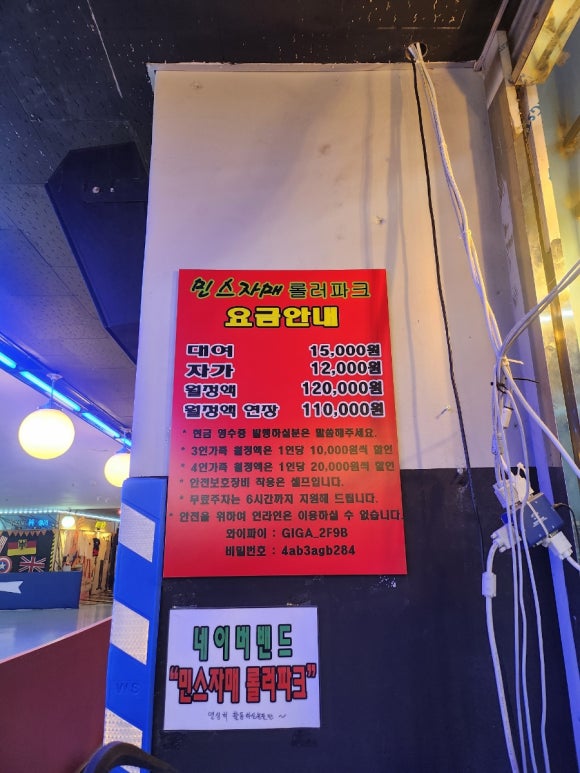 민스자매 롤러파크
요금안내
대여 15,000원
자가 12,000원
월정액 120,000원
월정액 연장 110,000원
* 현금 영수증 발행하실분은 말씀해주세요.
* 3인가족 월정액은 1인당 10,000원씩 할인
* 4인가족 월정액은 1인당 20,000원씩 할인
* 안전보호장비 착용은 셀프입니다.
* 무료주차는 6시간까지 지원해 드립니다.
* 안전을 위하여 인라인은 이용하실 수 없습니다.
와이파이 : GIGA_2F9B
비밀번호 : 4ab3agb284
네이버밴드
"민스자매 롤러파크"